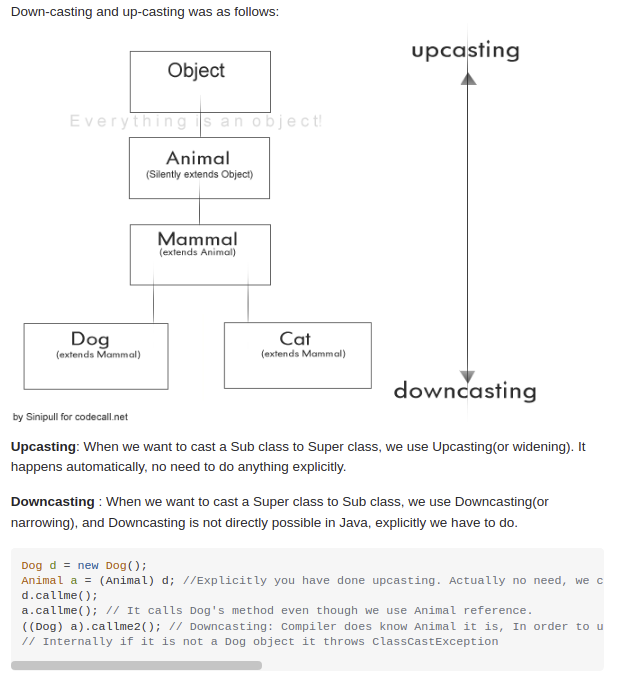 Down-casting and up-casting was as follows:
upcasting
Object
Everything is an object!
Animal
(Silently extends Object)
Mammal
(extends Animal)
Dog
(extends Mammal)
Cat
(extends Mammal)
downcasting
by Sinipull for codecall.net
Upcasting: When we want to cast a Sub class to Super class, we use Upcasting(or widening). It
happens automatically, no need to do anything explicitly.
Downcasting : When we want to cast a Super class to Sub class, we use Downcasting(or
narrowing), and Downcasting is not directly possible in Java, explicitly we have to do.
Dog d = new Dog();
Animal a = (Animal) d; //Explicitly you have done upcasting. Actually no need, we c
d.callme();
a.callme(); // It calls Dog's method even though we use Animal reference.
((Dog) a).callme2(); // Downcasting: Compiler does know Animal it is, In order to u
// Internally if it is not a Dog object it throws ClassCastException